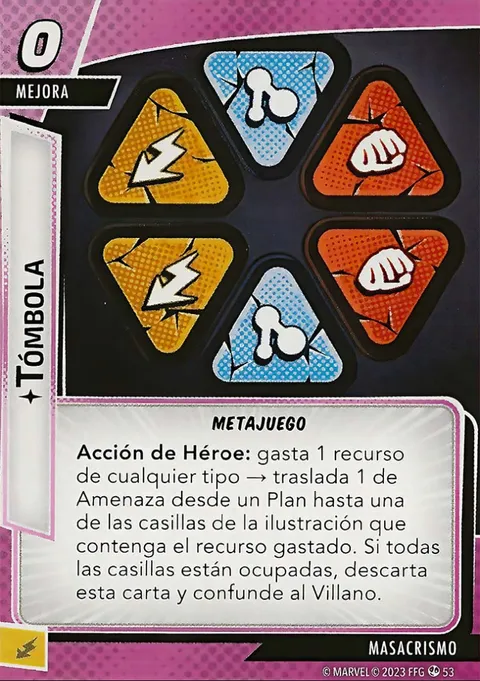 0
MEJORA
TÓMBOLA
METAJUEGO
Acción de Héroe: gasta 1 recurso
de cualquier tipo → traslada 1 de
Amenaza desde un Plan hasta una
de las casillas de la ilustración que
contenga el recurso gastado. Si todas
las casillas están ocupadas, descarta
esta carta y confunde al Villano.
MASACRISMO
© MARVEL © 2023 FFG 53